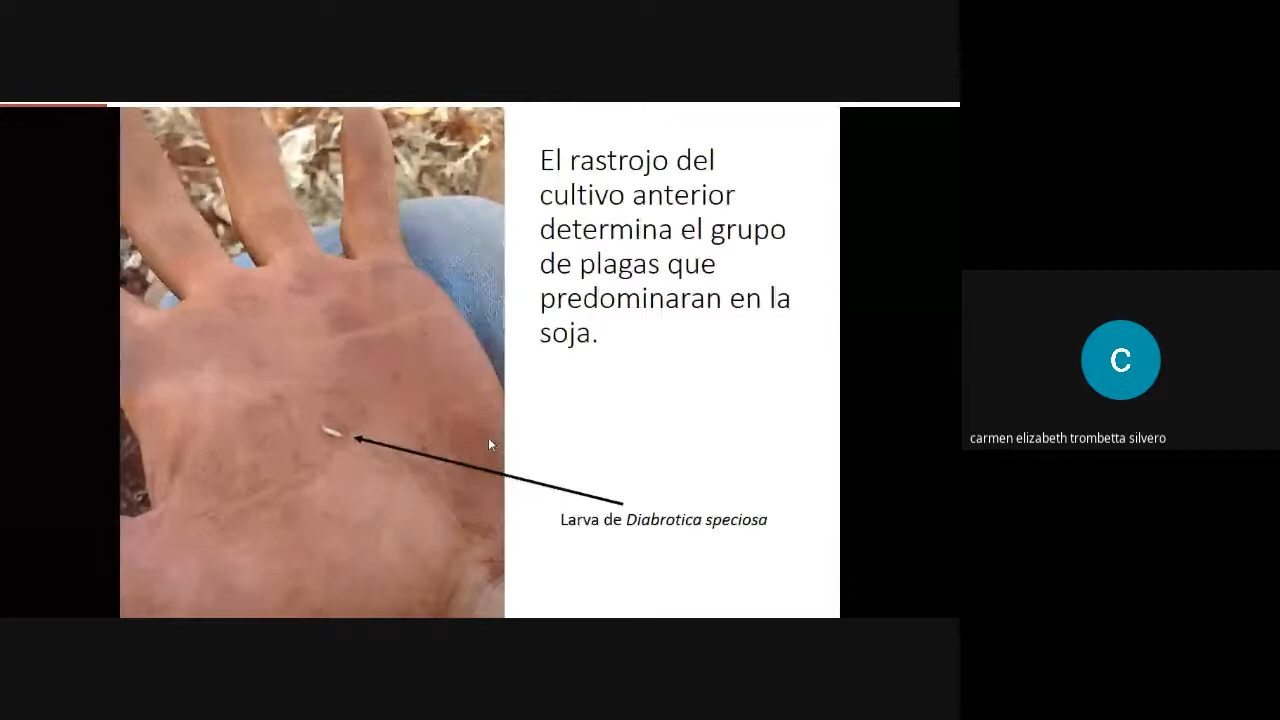 El rastrojo del
cultivo anterior
determina el grupo
de plagas que
predominaran en la
soja.
Larva de Diabrotica speciosa
C
carmen elizabeth trombetta silvero